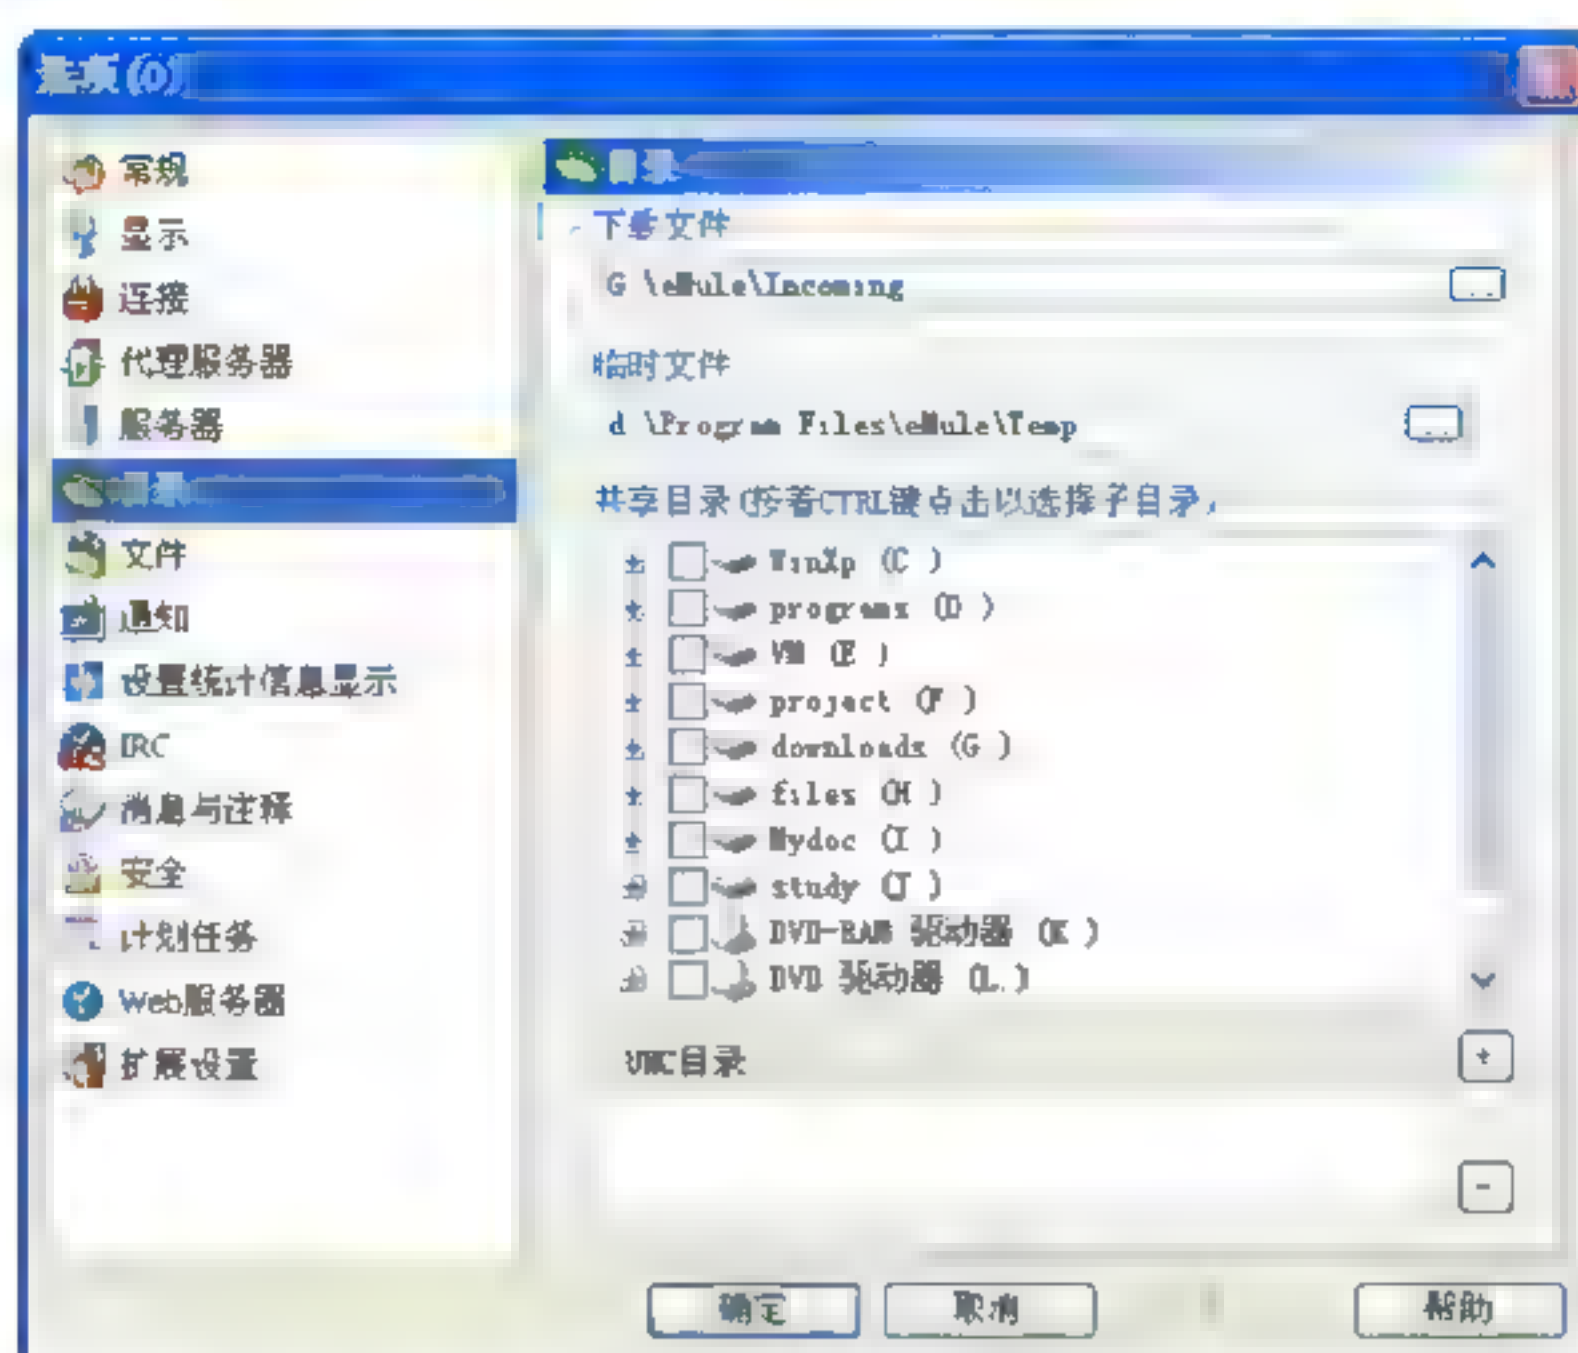 选项(O)
常规
显示
连接
代理服务器
服务器
目录
文件
通知
设置统计信息显示
IRC
消息与注释
安全
计划任务
Web服务器
扩展设置
目录
下载文件
G:\eMule\Incoming
...
临时文件
d:\Program Files\eMule\Temp
...
共享目录(按着CTRL键点击以选择子目录)
WinXp (C:)
programs (D:)
VM (E:)
project (F:)
downloads (G:)
files (H:)
Mydoc (I:)
study (J:)
DVD-RAM 驱动器 (K:)
DVD 驱动器 (L:)
UNC目录
+
-
确定
取消
帮助